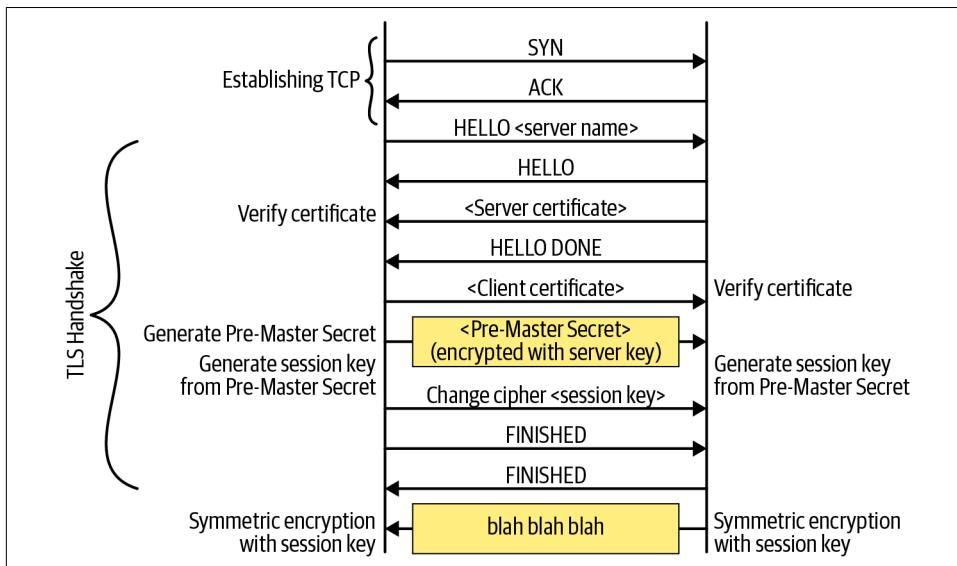 SYN
Establishing TCP
ACK
HELLO <server name>
HELLO
Verify certificate
<Server certificate>
HELLO DONE
<Client certificate>
Verify certificate
TLS Handshake
Generate Pre-Master Secret
<Pre-Master Secret>
(encrypted with server key)
Generate session key
from Pre-Master Secret
Generate session key
from Pre-Master Secret
Change cipher <session key>
FINISHED
FINISHED
Symmetric encryption
with session key
blah blah blah
Symmetric encryption
with session key